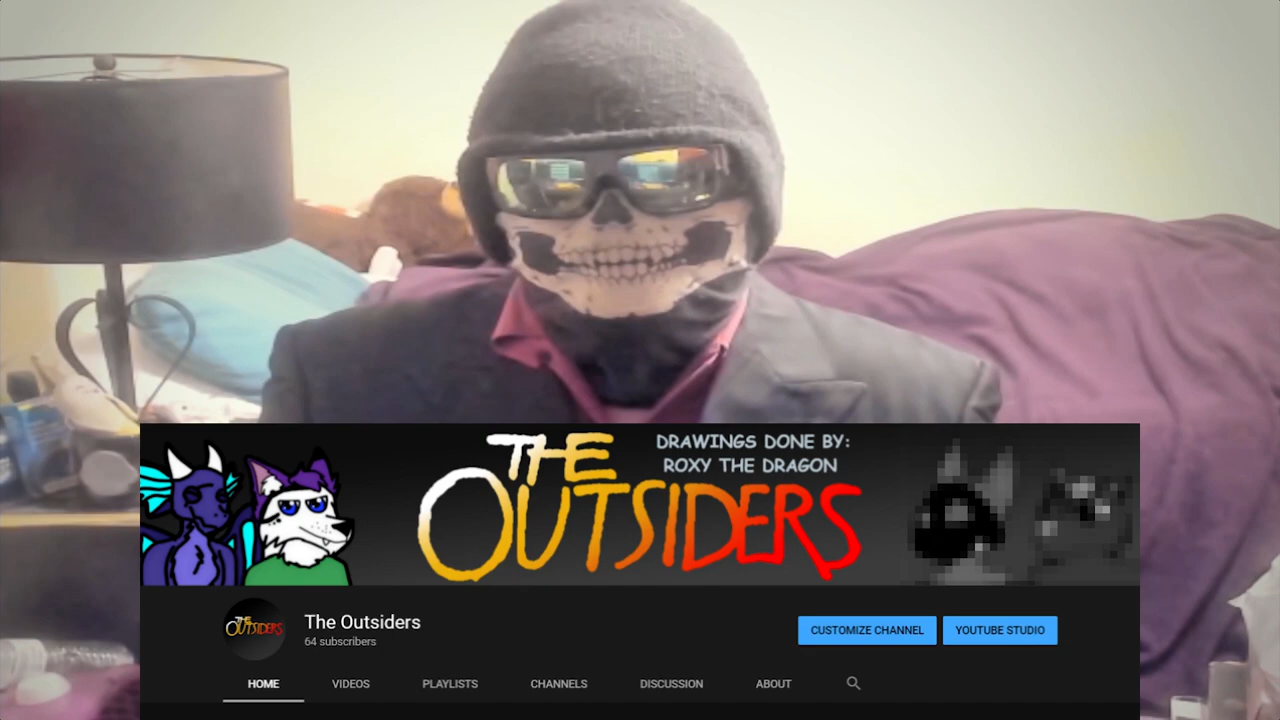 THE
OUTSIDERS
DRAWINGS DONE BY:
ROXY THE DRAGON
THE
OUTSIDERS
The Outsiders
64 subscribers
CUSTOMIZE CHANNEL
YOUTUBE STUDIO
HOME
VIDEOS
PLAYLISTS
CHANNELS
DISCUSSION
ABOUT